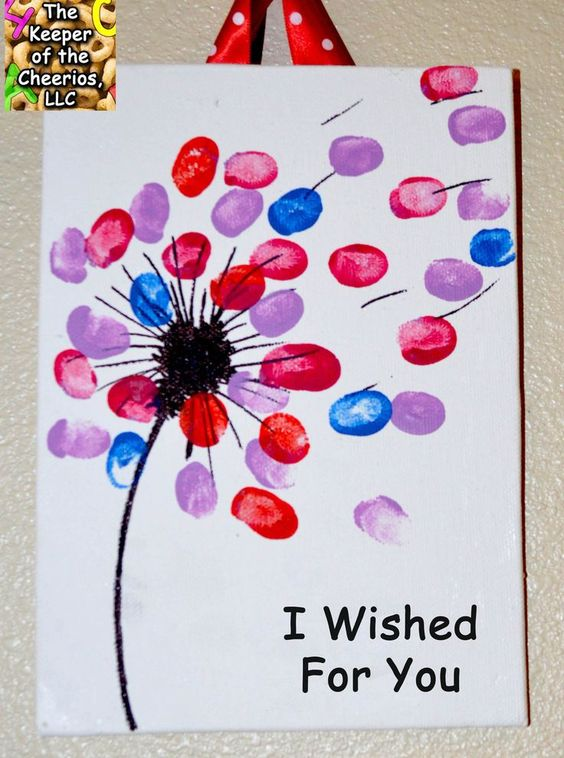 The
Keeper
of the
Cheerios,
LLC
I Wished
For You